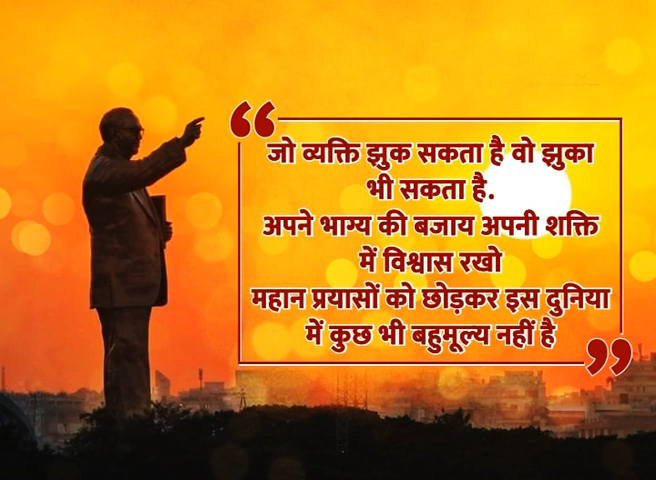 जो व्यक्ति झुक सकता है वो झुका
भी सकता है.
अपने भाग्य की बजाय अपनी शक्ति
में विश्वास रखो
महान प्रयासों को छोड़कर इस दुनिया
में कुछ भी बहुमूल्य नहीं है